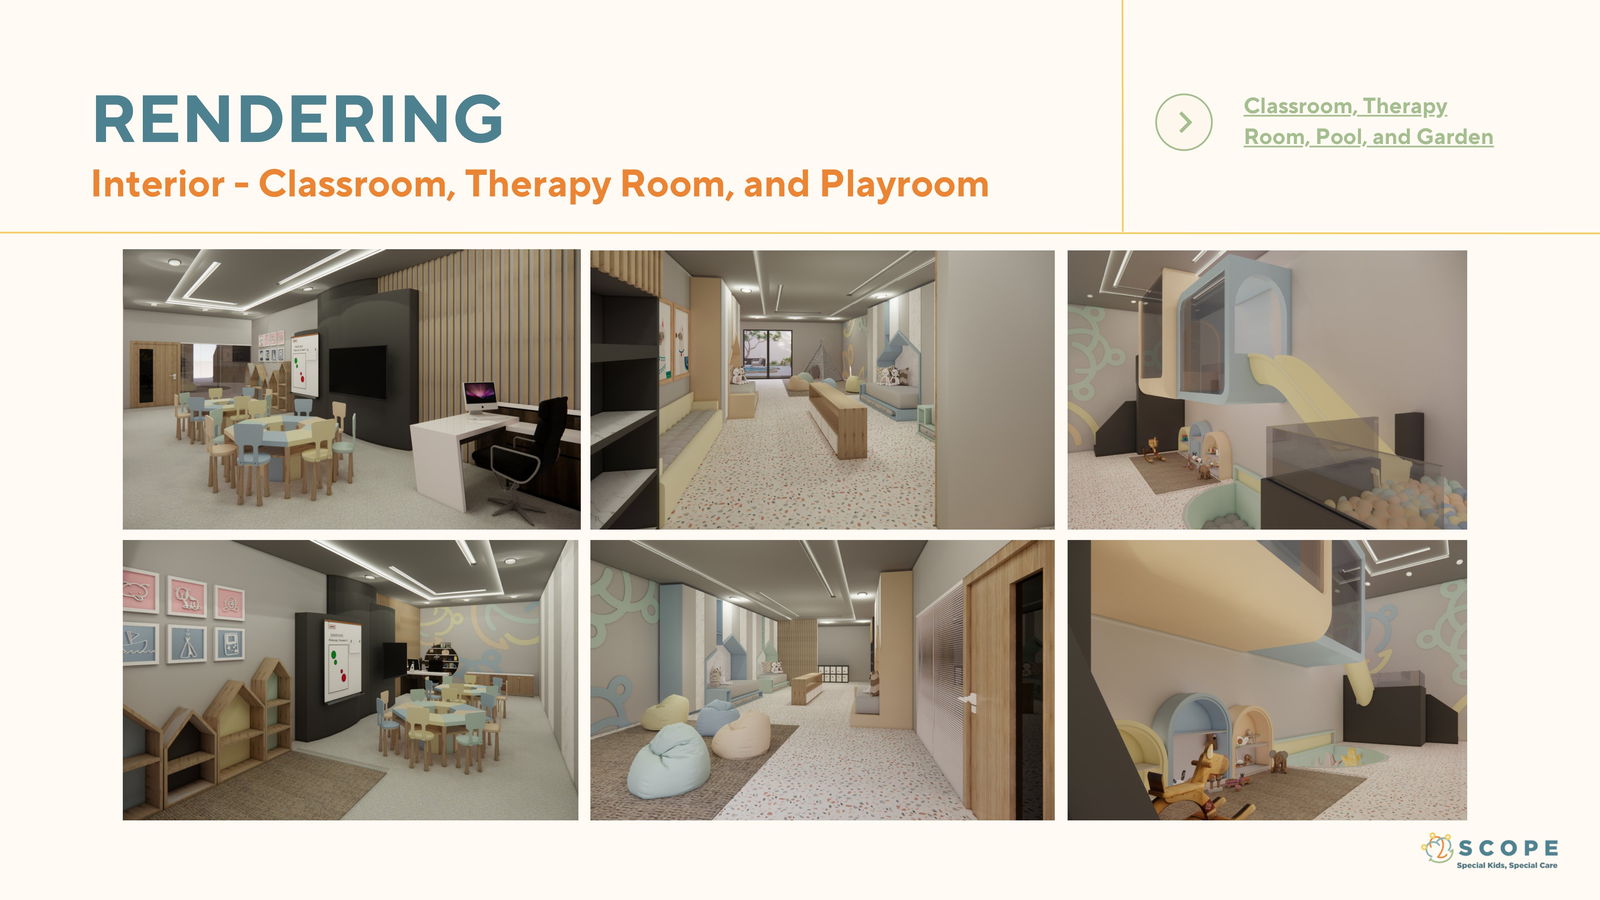 RENDERING
Interior - Classroom, Therapy Room, and Playroom
Classroom, Therapy
Room, Pool, and Garden
SCOPE
Special Kids, Special Care